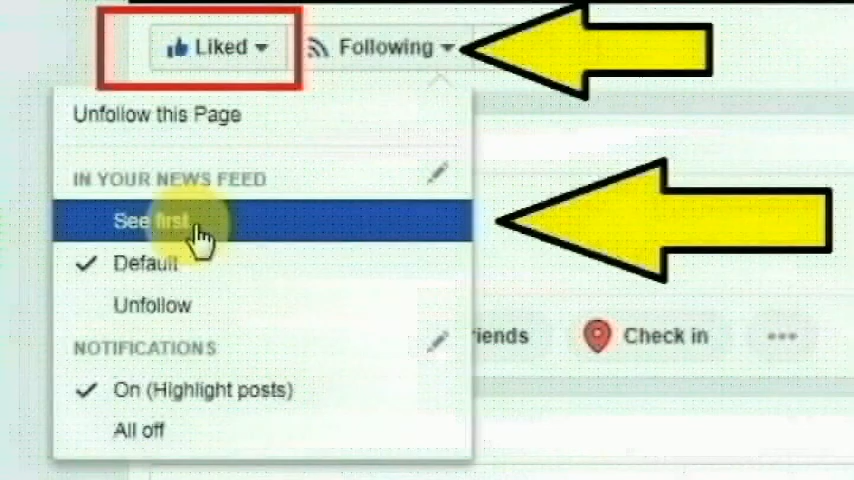 Liked Following
Unfollow this Page
IN YOUR NEWS FEED
See first
Default
Unfollow
riends Check in
NOTIFICATIONS
On (Highlight posts)
All off